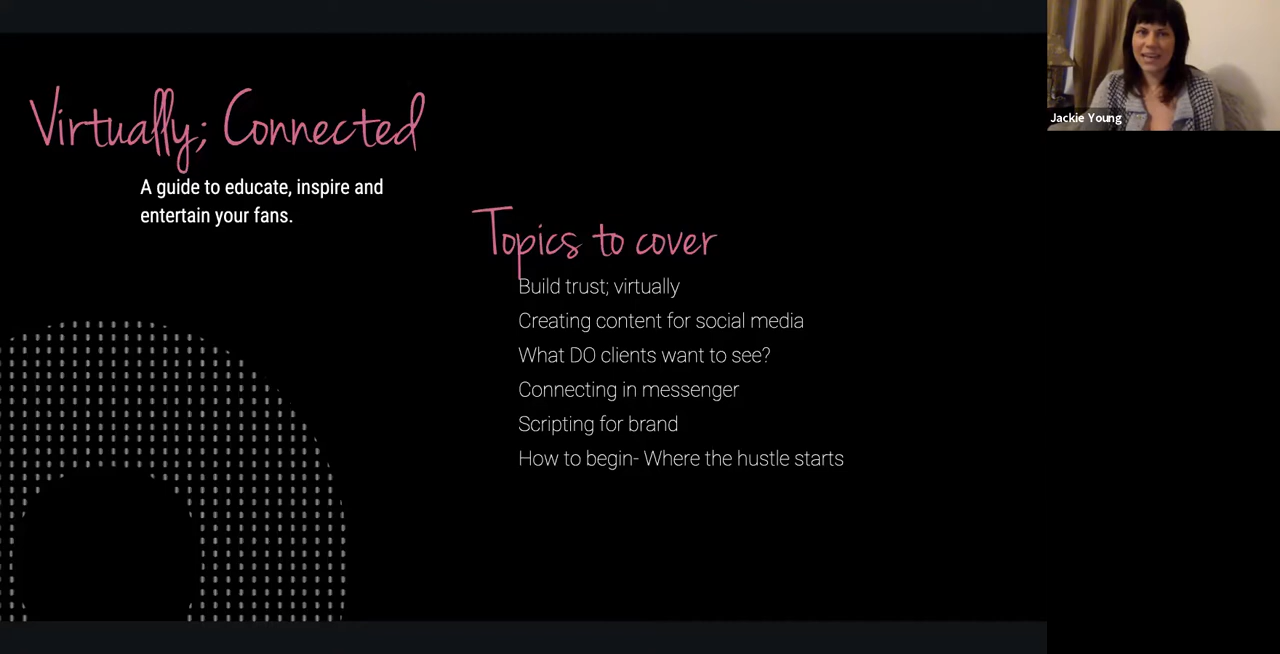 Virtually; Connected
A guide to educate, inspire and
entertain your fans.
Topics to cover
Build trust; virtually
Creating content for social media
What DO clients want to see?
Connecting in messenger
Scripting for brand
How to begin- Where the hustle starts
Jackie Young